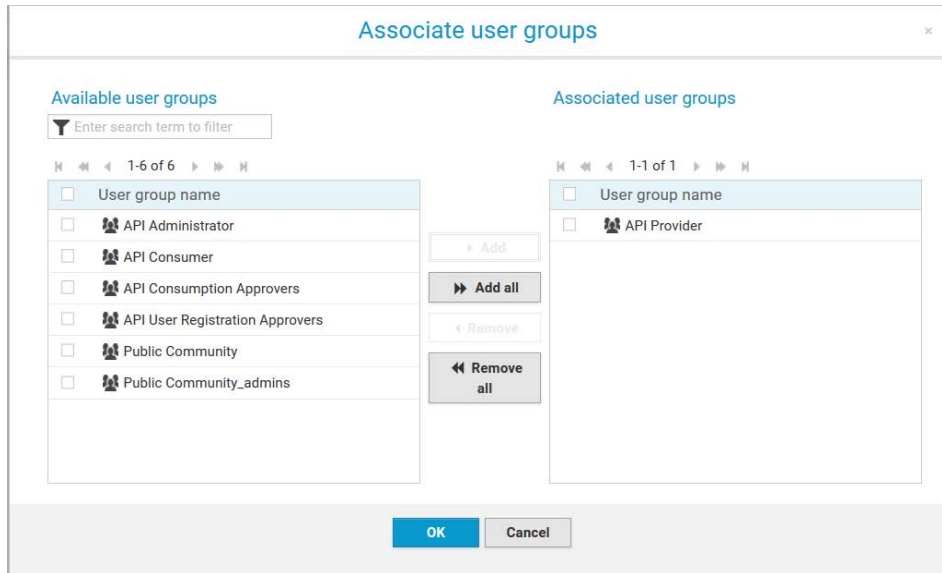 Associate user groups
×
Available user groups
Enter search term to filter
1-6 of 6
User group name
API Administrator
API Consumer
API Consumption Approvers
API User Registration Approvers
Public Community
Public Community_admins
Add
Add all
Remove
Remove
all
Associated user groups
1-1 of 1
User group name
API Provider
OK
Cancel